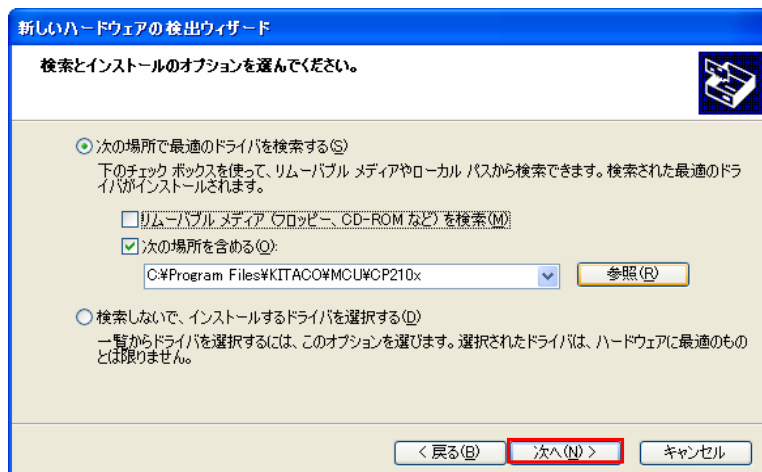 新しいハードウェアの検出ウィザード
検索とインストールのオプションを選んでください。
次の場所で最適のドライバを検索する(S)
下のチェック ボックスを使って、リムーバブル メディアやローカル パスから検索できます。検索された最適のドラ
イバがインストールされます。
リムーバブル メディア (フロッピー、CD-ROM など) を検索(M)
次の場所を含める(O):
C:¥Program Files¥KITACO¥MCU¥CP210x
参照(R)
検索しないで、インストールするドライバを選択する(D)
一覧からドライバを選択するには、このオプションを選びます。選択されたドライバは、ハードウェアに最適のもの
とは限りません。
< 戻る(B)
次へ(N) >
キャンセル